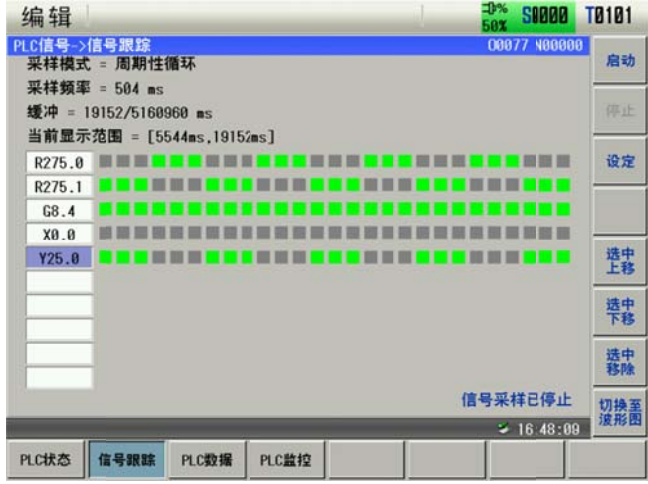 编辑
50% S0000 T0101
PLC信号->信号跟踪 O0077 N00000
采样模式 = 周期性循环
采样频率 = 504 ms
缓冲 = 19152/5160960 ms
当前显示范围 = [5544ms,19152ms]
R275.0
R275.1
G8.4
X0.0
Y25.0
信号采样已停止
16:48:09
启动
停止
设定
选中
上移
选中
下移
选中
移除
切换至
波形图
PLC状态 信号跟踪 PLC数据 PLC监控